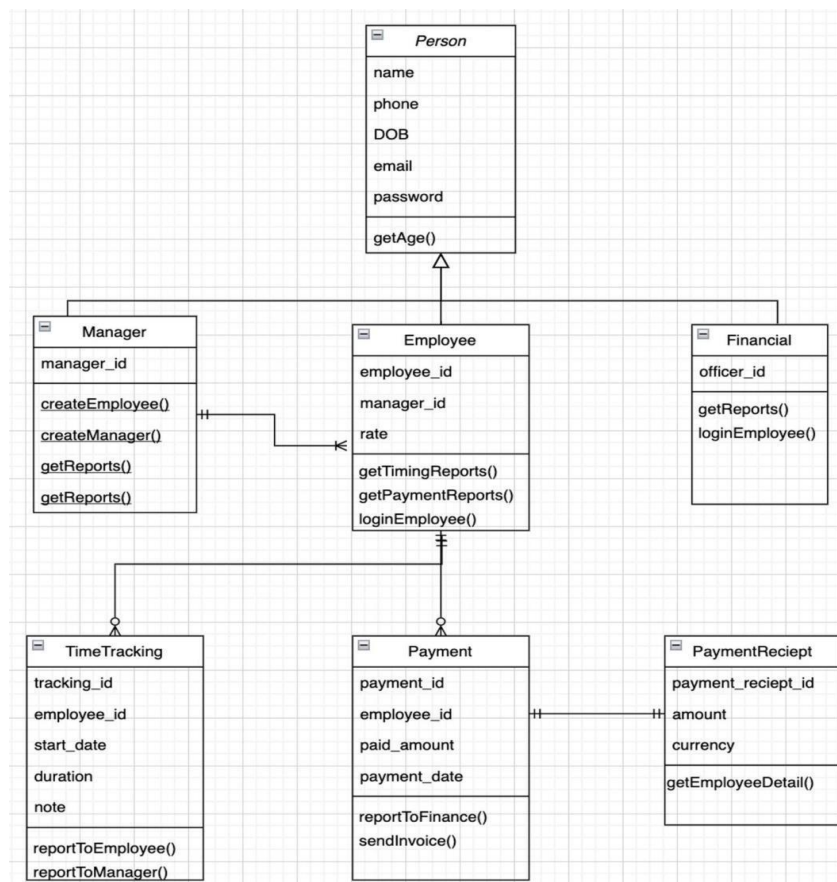 Person
name
phone
DOB
email
password
getAge()
Manager
manager_id
createEmployee()
createManager()
getReports()
getReports()
Employee
employee_id
manager_id
rate
getTimingReports()
getPaymentReports()
loginEmployee()
Financial
officer_id
getReports()
loginEmployee()
TimeTracking
tracking_id
employee_id
start_date
duration
note
reportToEmployee()
reportToManager()
Payment
payment_id
employee_id
paid_amount
payment_date
reportToFinance()
sendInvoice()
PaymentReciept
payment_reciept_id
amount
currency
getEmployeeDetail()